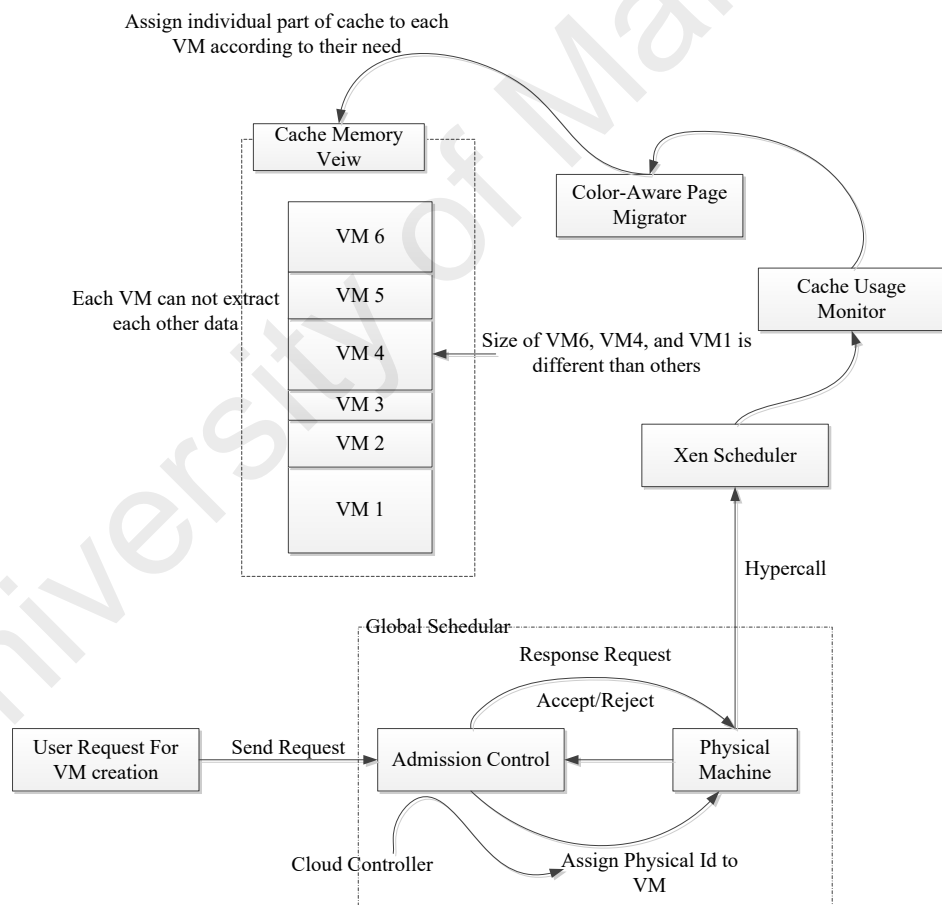 Assign individual part of cache to each
VM according to their need
Cache Memory
Veiw
Color-Aware Page
Migrator
VM 6
Cache Usage
Monitor
VM 5
Each VM can not extract
each other data
VM 4
Size of VM6, VM4, and VM1 is
different than others
VM 3
VM 2
Xen Scheduler
VM 1
Hypercall
Global Schedular
Response Request
Accept/Reject
User Request For
VM creation
Send Request
Admission Control
Physical
Machine
Cloud Controller
Assign Physical Id to
VM
University of Ma